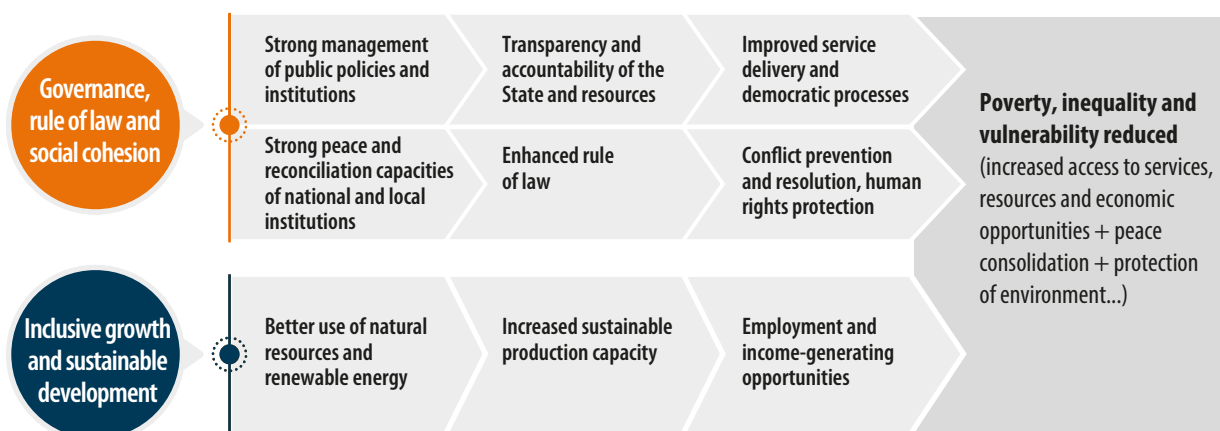 Governance,
rule of law and
social cohesion
Strong management
of public policies and
institutions
Transparency and
accountability of the
State and resources
Improved service
delivery and
democratic processes
Strong peace and
reconciliation capacities
of national and local
institutions
Enhanced rule
of law
Conflict prevention
and resolution, human
rights protection
Inclusive growth
and sustainable
development
Better use of natural
resources and
renewable energy
Increased sustainable
production capacity
Employment and
income-generating
opportunities
Poverty, inequality and
vulnerability reduced
(increased access to services,
resources and economic
opportunities + peace
consolidation + protection
of environment...)